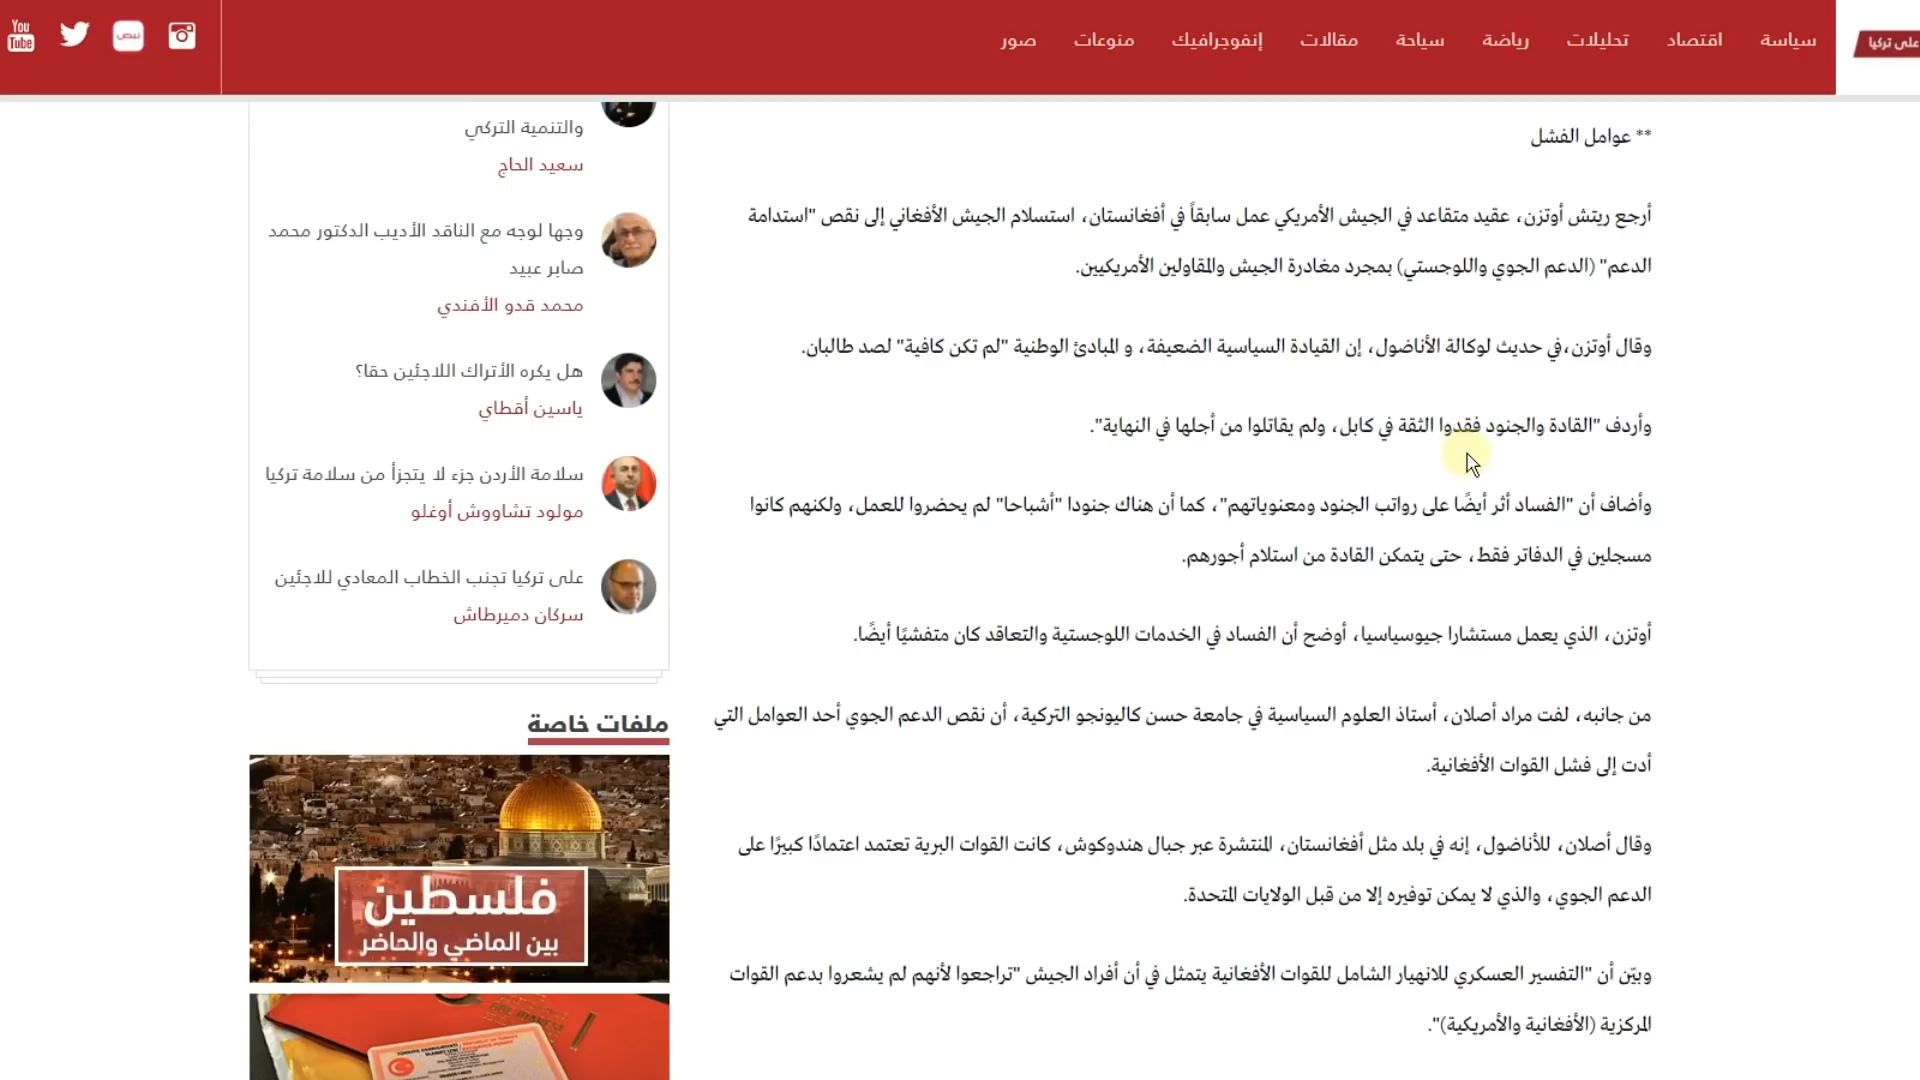 على تركيا
سياسة
اقتصاد
تحليلات
رياضة
سياحة
مقالات
إنفوجرافيك
منوعات
صور
نبض
You
Tube
** عوامل الفشل
أرجع ريتش أوتزن، عقيد متقاعد في الجيش الأمريكي عمل سابقاً في أفغانستان، استسلام الجيش الأفغاني إلى نقص "استدامة
الدعم" (الدعم الجوي واللوجستي) بمجرد مغادرة الجيش والمقاولين الأمريكيين.
وقال أوتزن،في حديث لوكالة الأناضول، إن القيادة السياسية الضعيفة، و المبادئ الوطنية "لم تكن كافية" لصد طالبان.
وأردف "القادة والجنود فقدوا الثقة في كابل، ولم يقاتلوا من أجلها في النهاية".
وأضاف أن "الفساد أثر أيضًا على رواتب الجنود ومعنوياتهم"، كما أن هناك جنودا "أشباحا" لم يحضروا للعمل، ولكنهم كانوا
مسجلين في الدفاتر فقط، حتى يتمكن القادة من استلام أجورهم.
أوتزن، الذي يعمل مستشارا جيوسياسيا، أوضح أن الفساد في الخدمات اللوجستية والتعاقد كان متفشيًا أيضًا.
من جانبه، لفت مراد أصلان، أستاذ العلوم السياسية في جامعة حسن كاليونجو التركية، أن نقص الدعم الجوي أحد العوامل التي
أدت إلى فشل القوات الأفغانية.
وقال أصلان، للأناضول، إنه في بلد مثل أفغانستان، المنتشرة عبر جبال هندوكوش، كانت القوات البرية تعتمد اعتمادًا كبيرًا على
الدعم الجوي، والذي لا يمكن توفيره إلا من قبل الولايات المتحدة.
وبيّن أن "التفسير العسكري للانهيار الشامل للقوات الأفغانية يتمثل في أن أفراد الجيش "تراجعوا لأنهم لم يشعروا بدعم القوات
المركزية (الأفغانية والأمريكية)".
والتنمية التركي
سعيد الحاج
وجها لوجه مع الناقد الأديب الدكتور محمد
صابر عبيد
محمد قدو الأفندي
هل يكره الأتراك اللاجئين حقا؟
ياسين أقطاي
سلامة الأردن جزء لا يتجزأ من سلامة تركيا
مولود تشاووش أوغلو
على تركيا تجنب الخطاب المعادي للاجئين
سركان دميرطاش
ملفات خاصة
فلسطين
بين الماضي والحاضر